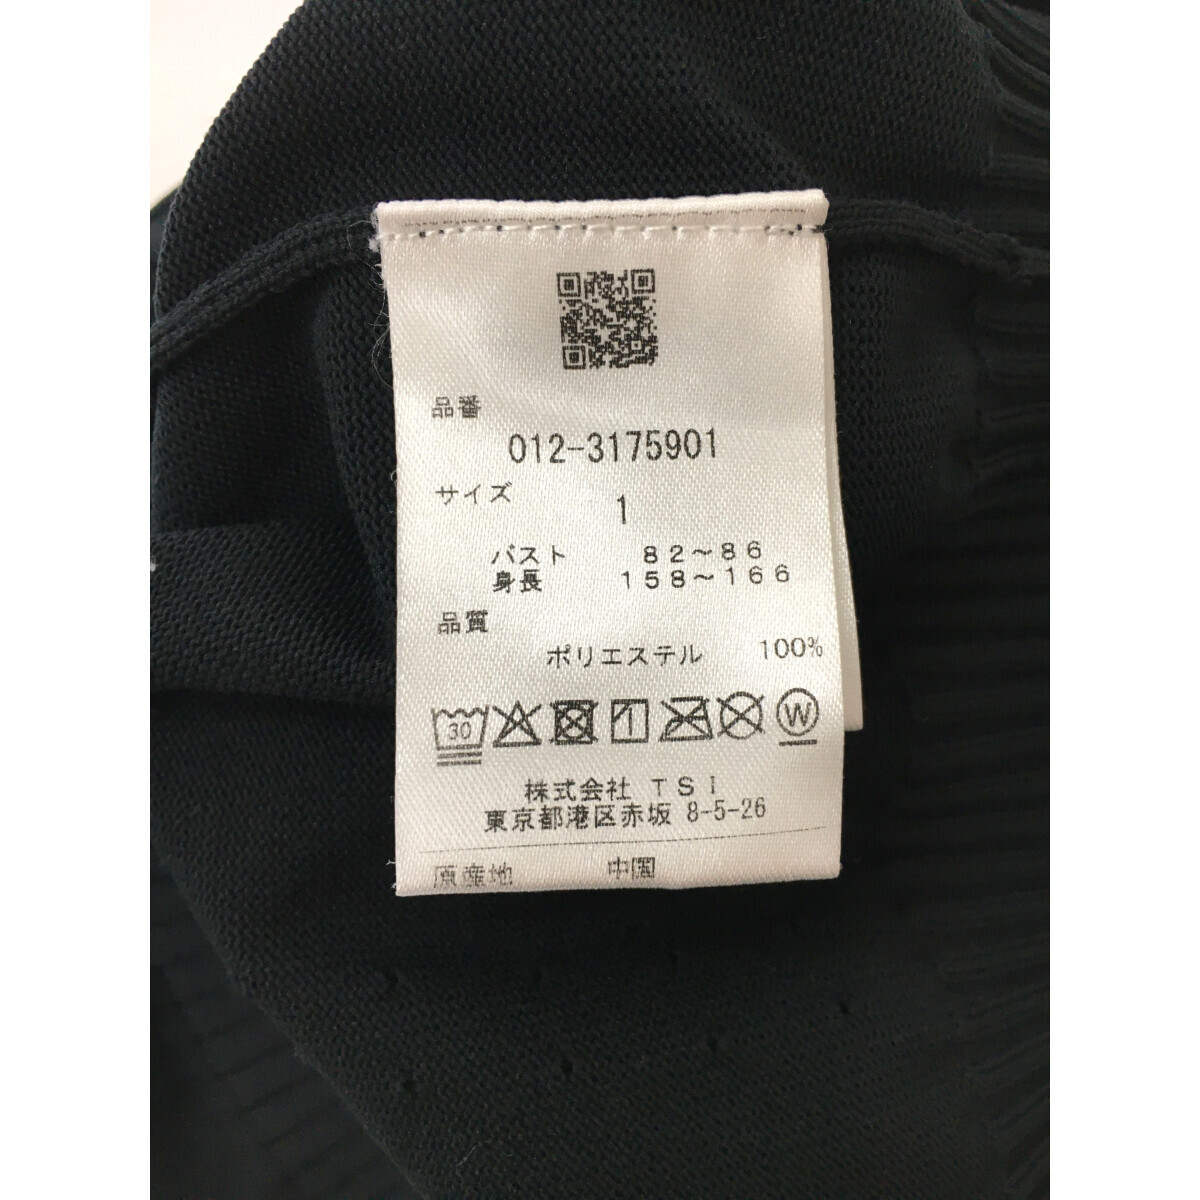 品番
012-3175901
サイズ 1
バスト 82～86
身長 158～166
品質
ポリエステル 100%
30
W
株式会社 TSI
東京都港区赤坂 8-5-26
原産地 中国